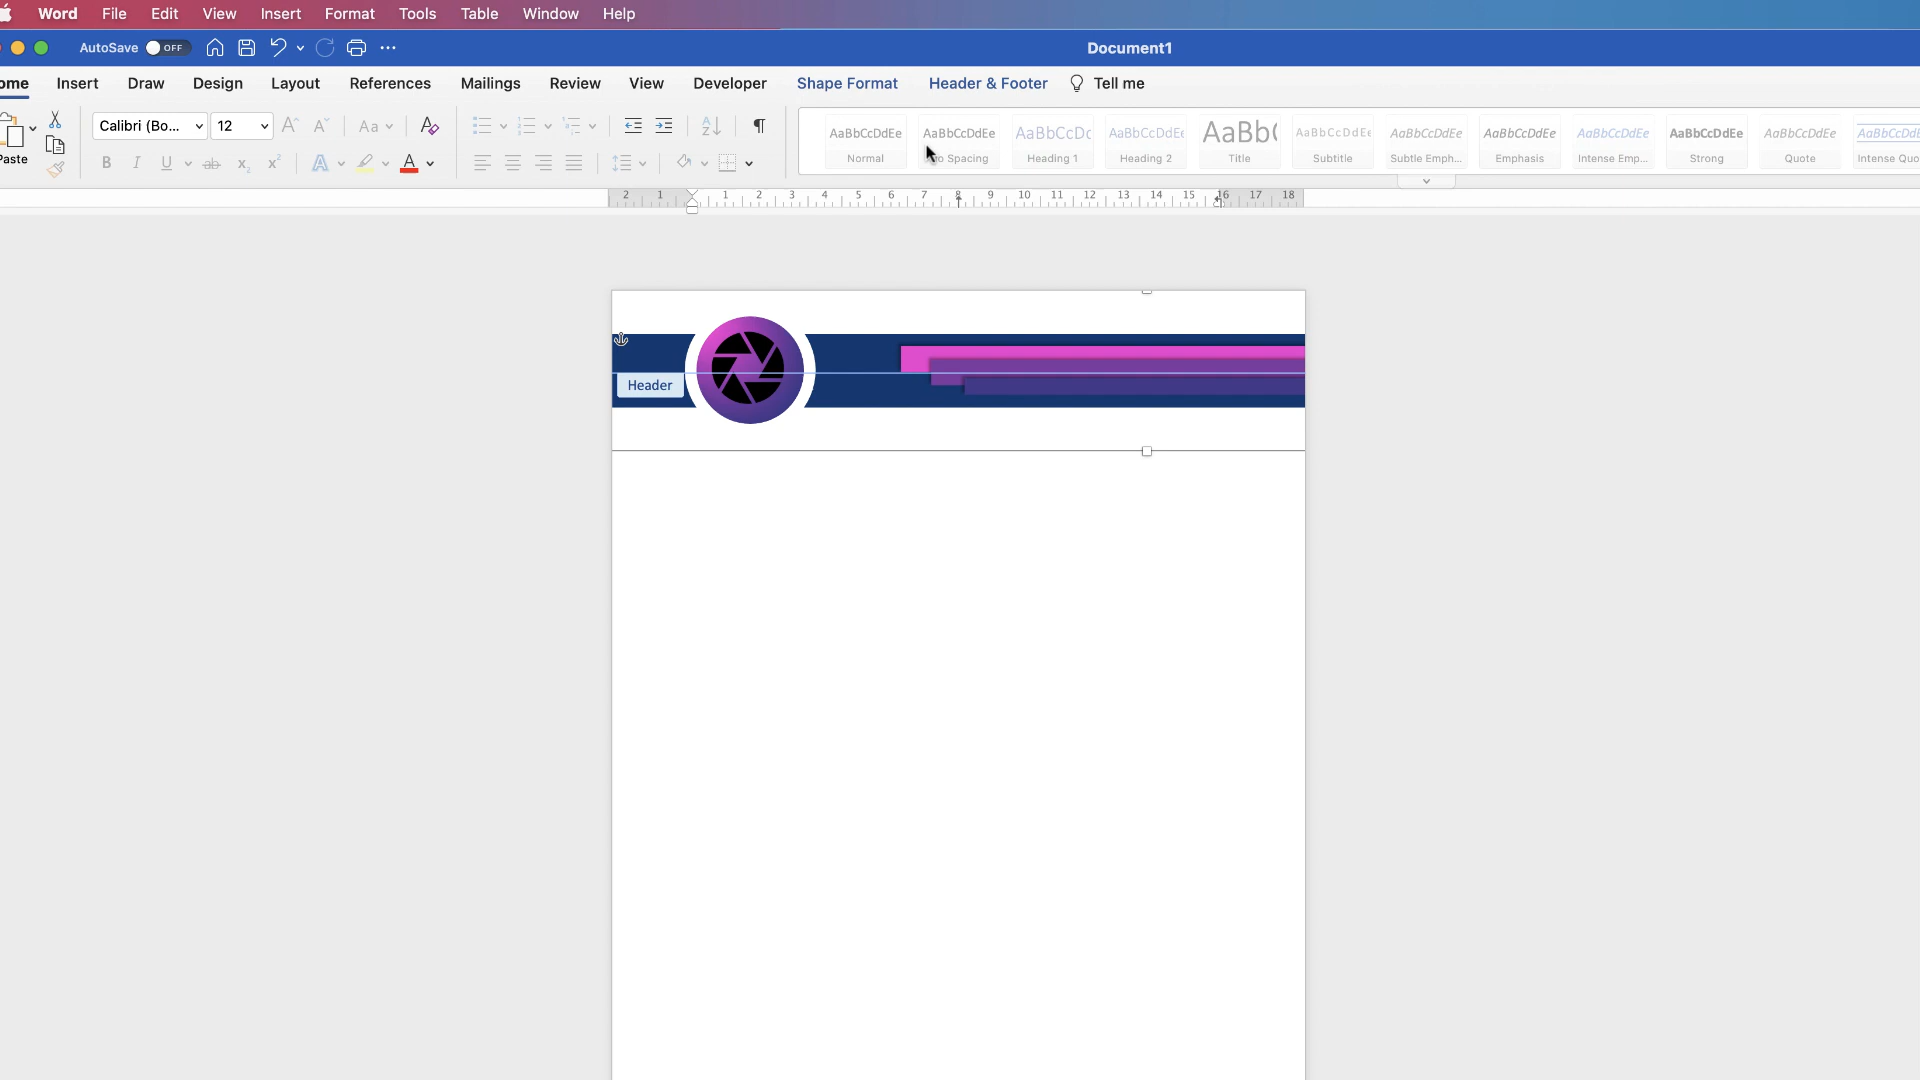 Word File Edit View Insert Format Tools Table Window Help
AutoSave OFF Document1
ome Insert Draw Design Layout References Mailings Review View Developer Shape Format Header & Footer Tell me
Paste Calibri (Bo... 12 Aa A
B I U ab x2 x2 A A
AaBbCcDdEe AaBbCcDdEe AaBbCcDc AaBbCcDdEe AaBb( AaBbCcDdEe AaBbCcDdEe AaBbCcDdEe AaBbCcDdEe AaBbCcDdEe AaBbCcDdEe AaBbCcDdE
Normal o Spacing Heading 1 Heading 2 Title Subtitle Subtle Emph... Emphasis Intense Emp... Strong Quote Intense Quo
2 1 1 2 3 4 5 6 7 8 9 10 11 12 13 14 15 16 17 18
Header